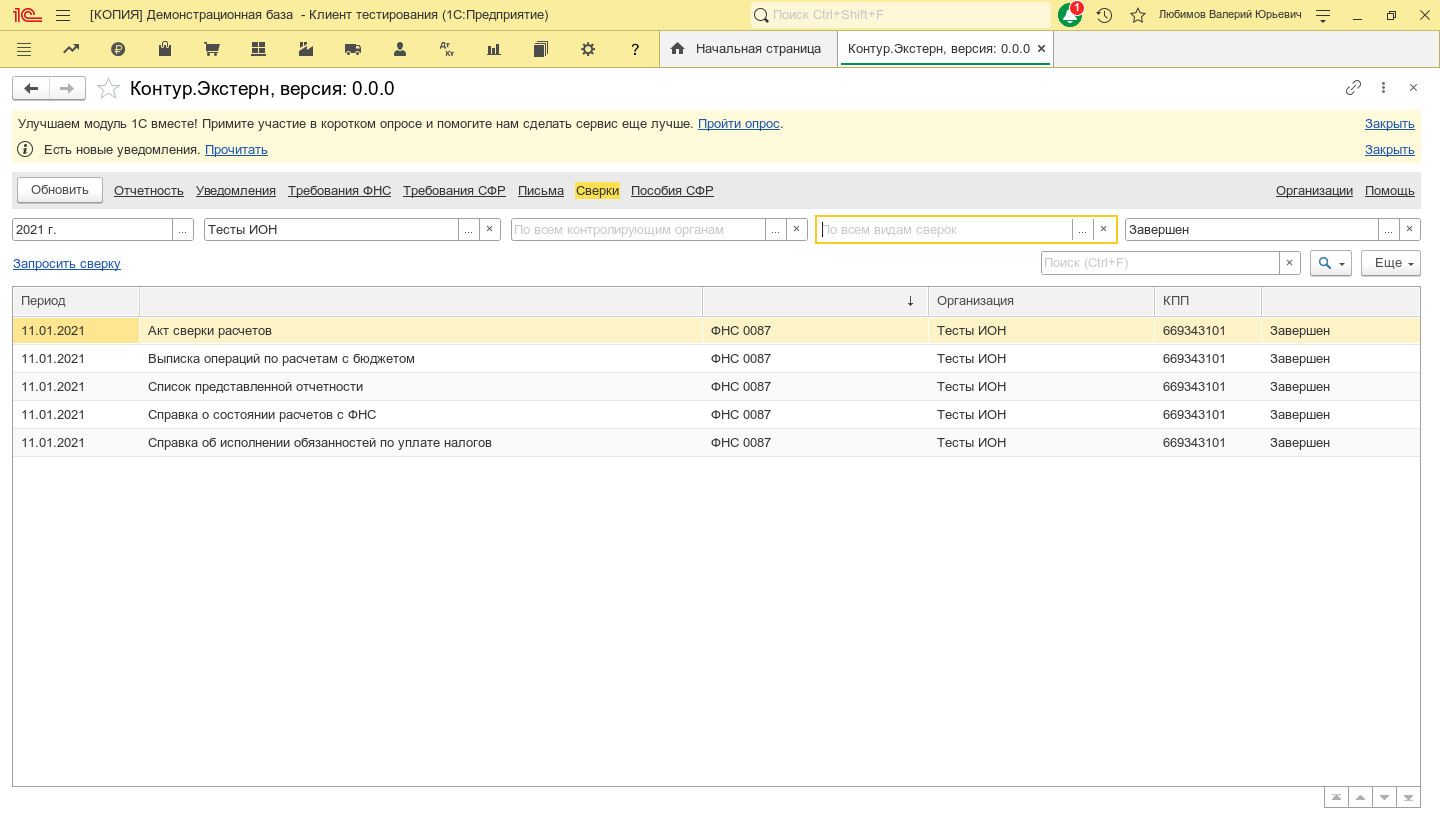 [КОПИЯ] Демонстрационная база - Клиент тестирования (1С:Предприятие) Поиск Ctrl+Shift+F 1 Любимов Валерий Юрьевич
Дт Кт ? Начальная страница Контур.Экстерн, версия: 0.0.0
Контур.Экстерн, версия: 0.0.0
Улучшаем модуль 1С вместе! Примите участие в коротком опросе и помогите нам сделать сервис еще лучше. Пройти опрос. Закрыть
Есть новые уведомления. Прочитать Закрыть
Обновить Отчетность Уведомления Требования ФНС Требования СФР Письма Сверки Пособия СФР Организации Помощь
2021 г. ... Тесты ИОН ... По всем контролирующим органам ... По всем видам сверок ... Завершен ...
Запросить сверку Поиск (Ctrl+F) Еще
Период Организация КПП
11.01.2021 Акт сверки расчетов ФНС 0087 Тесты ИОН 669343101 Завершен
11.01.2021 Выписка операций по расчетам с бюджетом ФНС 0087 Тесты ИОН 669343101 Завершен
11.01.2021 Список представленной отчетности ФНС 0087 Тесты ИОН 669343101 Завершен
11.01.2021 Справка о состоянии расчетов с ФНС ФНС 0087 Тесты ИОН 669343101 Завершен
11.01.2021 Справка об исполнении обязанностей по уплате налогов ФНС 0087 Тесты ИОН 669343101 Завершен